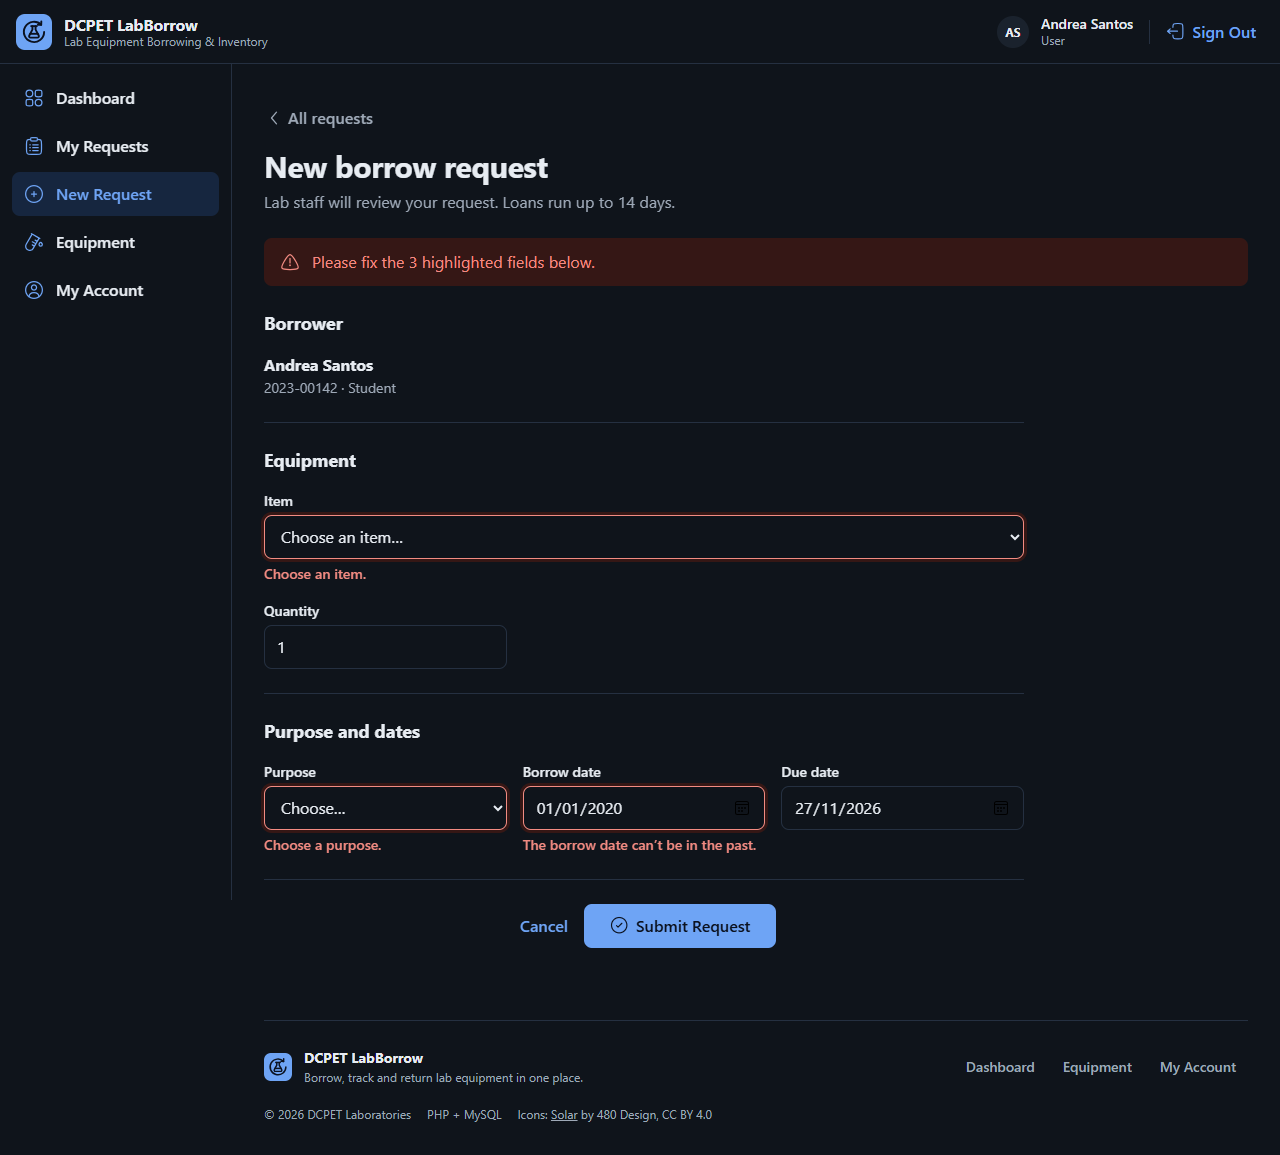 DCPET LabBorrow
Lab Equipment Borrowing & Inventory
AS
Andrea Santos
User
Sign Out
Dashboard
My Requests
New Request
Equipment
My Account
All requests
New borrow request
Lab staff will review your request. Loans run up to 14 days.
Please fix the 3 highlighted fields below.
Borrower
Andrea Santos
2023-00142 · Student
Equipment
Item
Choose an item...
Choose an item.
Quantity
1
Purpose and dates
Purpose
Choose...
Choose a purpose.
Borrow date
01/01/2020
The borrow date can't be in the past.
Due date
27/11/2026
Cancel
Submit Request
DCPET LabBorrow
Borrow, track and return lab equipment in one place.
Dashboard
Equipment
My Account
© 2026 DCPET Laboratories
PHP + MySQL
Icons: Solar by 480 Design, CC BY 4.0